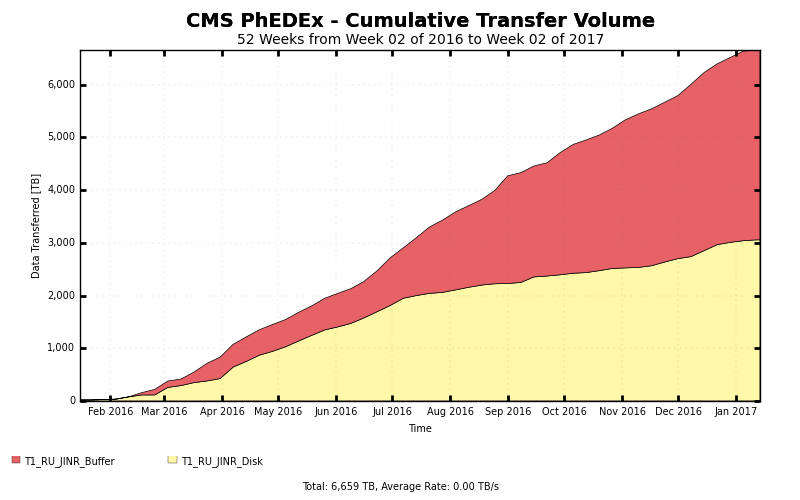 CMS PhEDEx - Cumulative Transfer Volume
52 Weeks from Week 02 of 2016 to Week 02 of 2017
Data Transferred [TB]
6,000
5,000
4,000
3,000
2,000
1,000
0
Feb 2016 Mar 2016 Apr 2016 May 2016 Jun 2016 Jul 2016 Aug 2016 Sep 2016 Oct 2016 Nov 2016 Dec 2016 Jan 2017
Time
T1_RU_JINR_Buffer T1_RU_JINR_Disk
Total: 6,659 TB, Average Rate: 0.00 TB/s